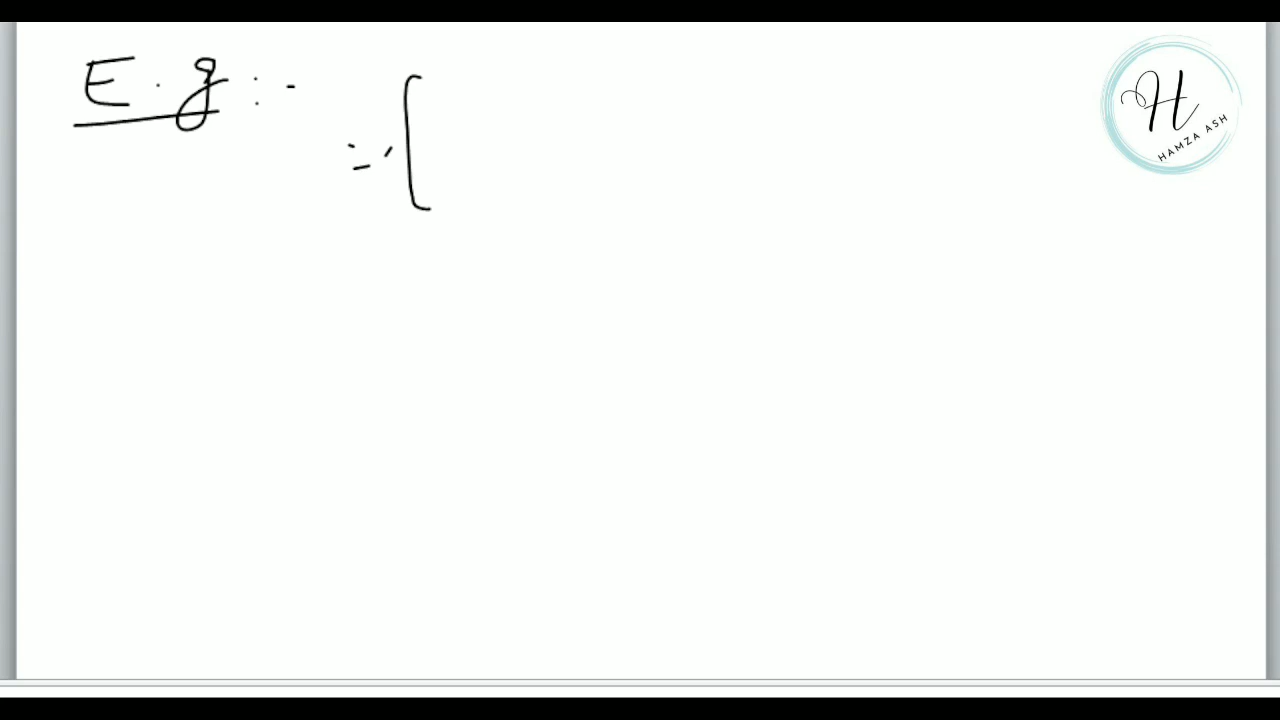 E.g:-
= [
H
HAMZA ASH